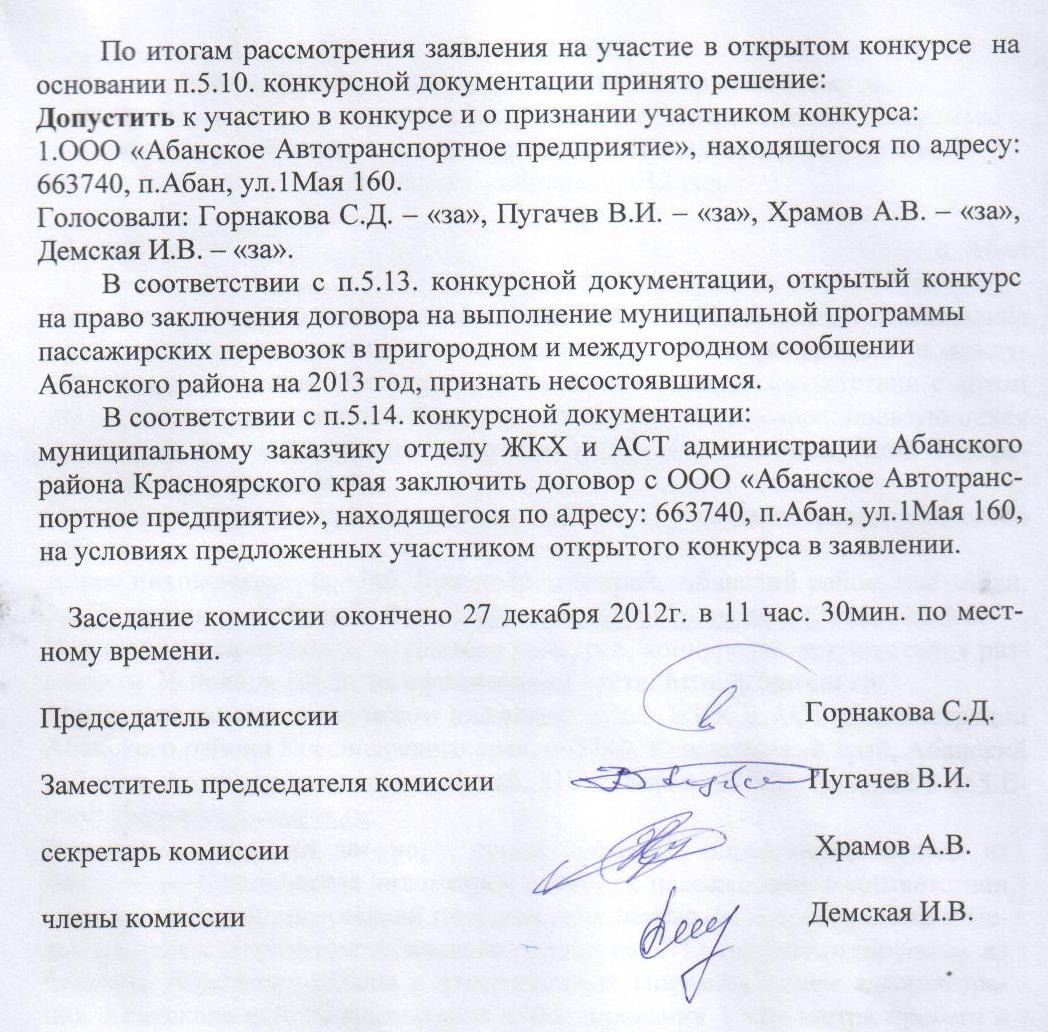 По итогам рассмотрения заявления на участие в открытом конкурсе на
основании п.5.10. конкурсной документации принято решение:
Допустить к участию в конкурсе и о признании участником конкурса:
1.ООО «Абанское Автотранспортное предприятие», находящегося по адресу:
663740, п.Абан, ул.1Мая 160.
Голосовали: Горнакова С.Д. – «за», Пугачев В.И. – «за», Храмов А.В. – «за»,
Демская И.В. – «за».
В соответствии с п.5.13. конкурсной документации, открытый конкурс
на право заключения договора на выполнение муниципальной программы
пассажирских перевозок в пригородном и междугородном сообщении
Абанского района на 2013 год, признать несостоявшимся.
В соответствии с п.5.14. конкурсной документации:
муниципальному заказчику отделу ЖКХ и АСТ администрации Абанского
района Красноярского края заключить договор с ООО «Абанское Автотранс-
портное предприятие», находящегося по адресу: 663740, п.Абан, ул.1Мая 160,
на условиях предложенных участником открытого конкурса в заявлении.
Заседание комиссии окончено 27 декабря 2012г. в 11 час. 30мин. по мест-
ному времени.
Председатель комиссии Горнакова С.Д.
Заместитель председателя комиссии Пугачев В.И.
секретарь комиссии Храмов А.В.
члены комиссии Демская И.В.